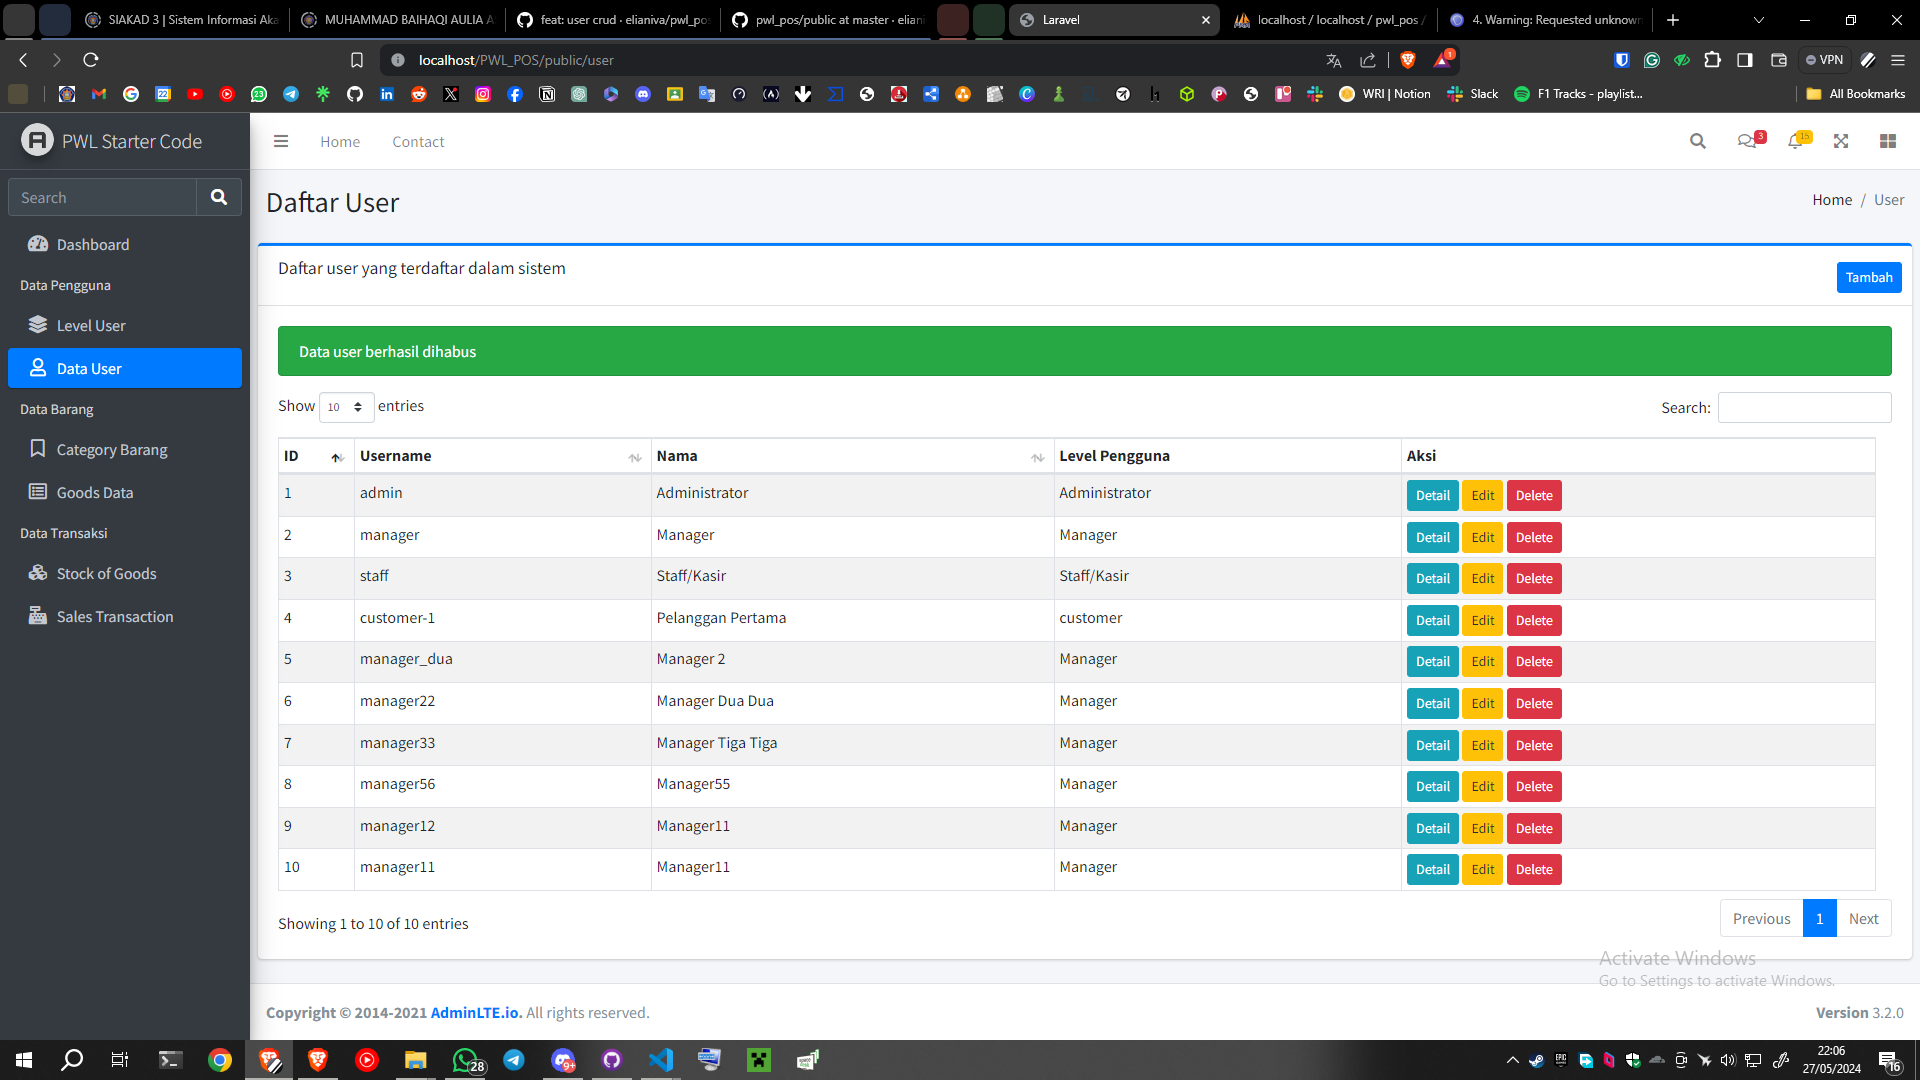 SIAKAD 3 | Sistem Informasi Aka
MUHAMMAD BAIHAQI AULIA A
feat: user crud · elianiva/pwl_pos
pwl_pos/public at master · eliani
Laravel
localhost / localhost / pwl_pos /
4. Warning: Requested unknown
localhost/PWL_POS/public/user
1
VPN
WRI | Notion
Slack
F1 Tracks - playlist...
All Bookmarks
PWL Starter Code
Home
Contact
3
15
Search
Daftar User
Home / User
Dashboard
Data Pengguna
Level User
Data User
Data Barang
Category Barang
Goods Data
Data Transaksi
Stock of Goods
Sales Transaction
Daftar user yang terdaftar dalam sistem
Tambah
Data user berhasil dihabus
Show 10 entries
Search:
ID Username Nama Level Pengguna Aksi
1 admin Administrator Administrator Detail Edit Delete
2 manager Manager Manager Detail Edit Delete
3 staff Staff/Kasir Staff/Kasir Detail Edit Delete
4 customer-1 Pelanggan Pertama customer Detail Edit Delete
5 manager_dua Manager 2 Manager Detail Edit Delete
6 manager22 Manager Dua Dua Manager Detail Edit Delete
7 manager33 Manager Tiga Tiga Manager Detail Edit Delete
8 manager56 Manager55 Manager Detail Edit Delete
9 manager12 Manager11 Manager Detail Edit Delete
10 manager11 Manager11 Manager Detail Edit Delete
Showing 1 to 10 of 10 entries
Previous 1 Next
Activate Windows
Go to Settings to activate Windows.
Copyright © 2014-2021 AdminLTE.io. All rights reserved.
Version 3.2.0
28
9+
22:06
27/05/2024
16